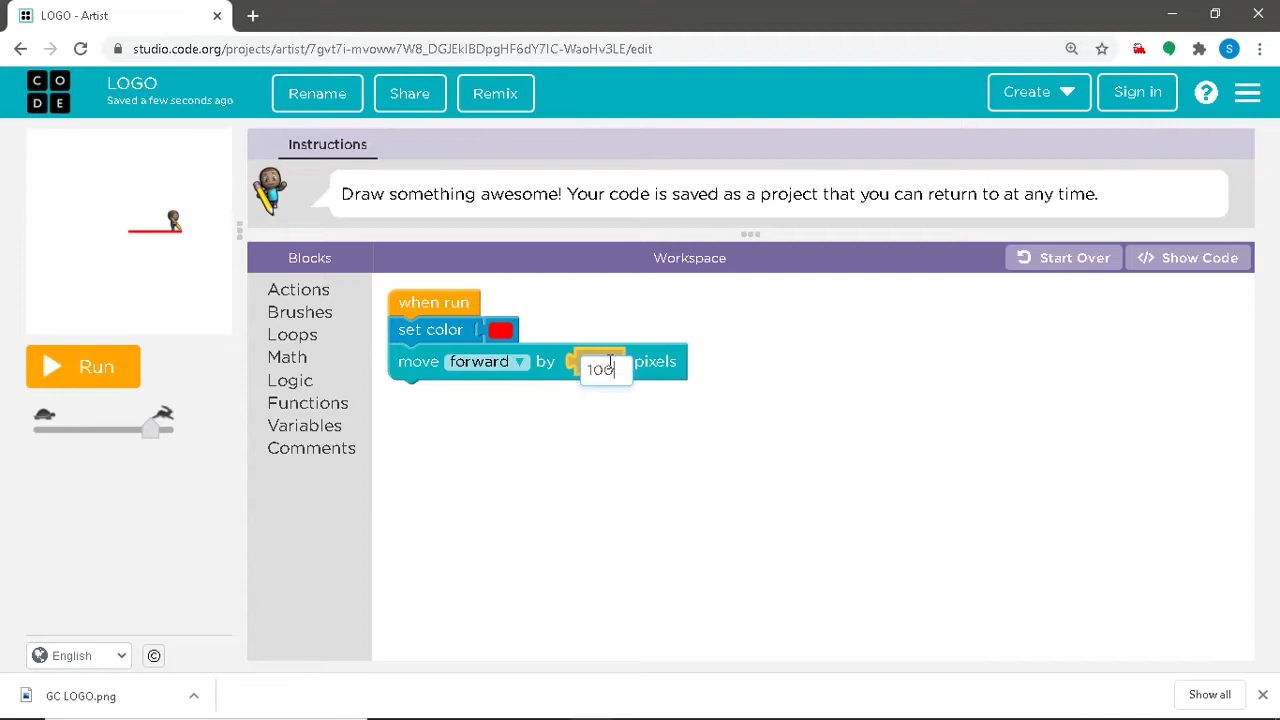 LOGO - Artist
studio.code.org/projects/artist/7gvt7i-mvoww7W8_DGJEkIBDpgHF6dY7IC-WaoHv3LE/edit
S
C O
D E
LOGO
Saved a few seconds ago
Rename
Share
Remix
Create
Sign in
?
Instructions
Draw something awesome! Your code is saved as a project that you can return to at any time.
Blocks
Workspace
Start Over
Show Code
Actions
Brushes
Loops
Math
Logic
Functions
Variables
Comments
when run
set color
move forward by 100 pixels
Run
English
©
GC LOGO.png
Show all